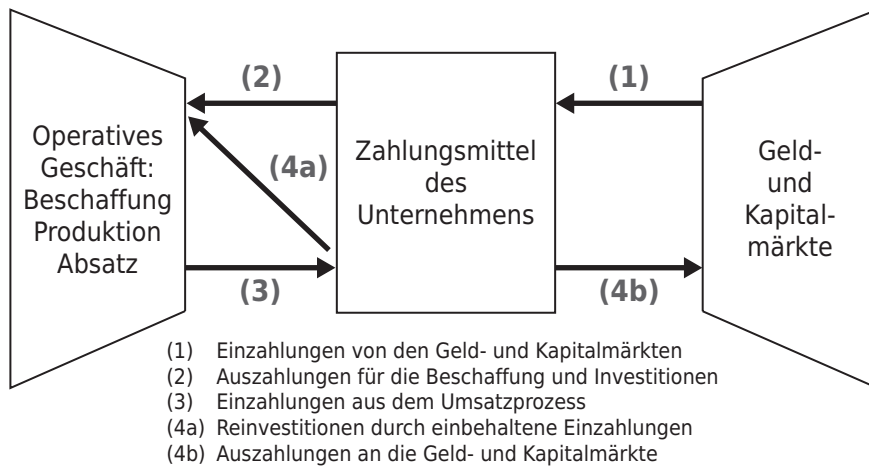 (2)
(1)
Operatives
Geschäft:
Beschaffung
Produktion
Absatz
(4a)
Zahlungsmittel
des
Unternehmens
Geld-
und
Kapital-
märkte
(3)
(4b)
(1) Einzahlungen von den Geld- und Kapitalmärkten
(2) Auszahlungen für die Beschaffung und Investitionen
(3) Einzahlungen aus dem Umsatzprozess
(4a) Reinvestitionen durch einbehaltene Einzahlungen
(4b) Auszahlungen an die Geld- und Kapitalmärkte